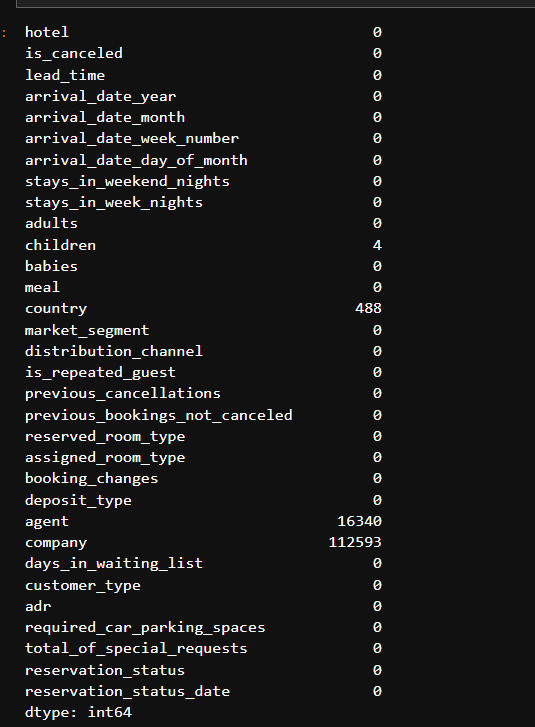 hotel 0
is_canceled 0
lead_time 0
arrival_date_year 0
arrival_date_month 0
arrival_date_week_number 0
arrival_date_day_of_month 0
stays_in_weekend_nights 0
stays_in_week_nights 0
adults 0
children 4
babies 0
meal 0
country 488
market_segment 0
distribution_channel 0
is_repeated_guest 0
previous_cancellations 0
previous_bookings_not_canceled 0
reserved_room_type 0
assigned_room_type 0
booking_changes 0
deposit_type 0
agent 16340
company 112593
days_in_waiting_list 0
customer_type 0
adr 0
required_car_parking_spaces 0
total_of_special_requests 0
reservation_status 0
reservation_status_date 0
dtype: int64